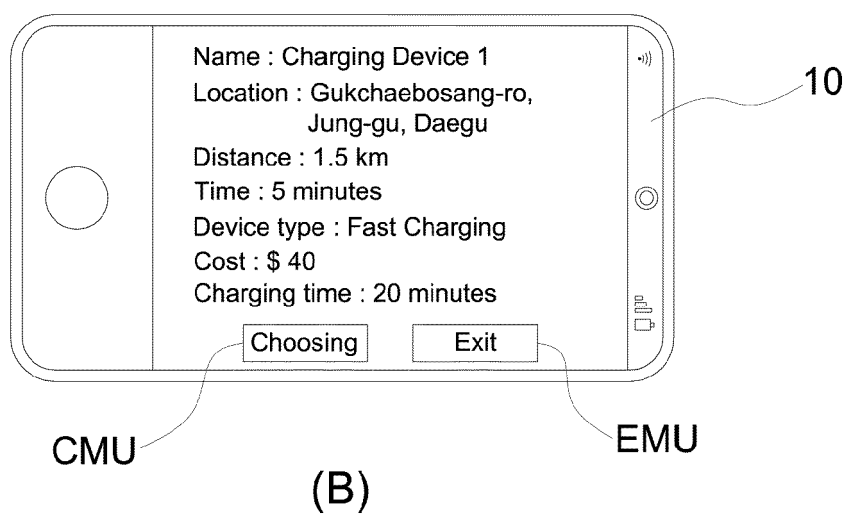 Name : Charging Device 1
Location : Gukchaebosang-ro,
Jung-gu, Daegu
Distance : 1.5 km
Time : 5 minutes
Device type : Fast Charging
Cost : $ 40
Charging time : 20 minutes
Choosing Exit
10
CMU EMU
(B)